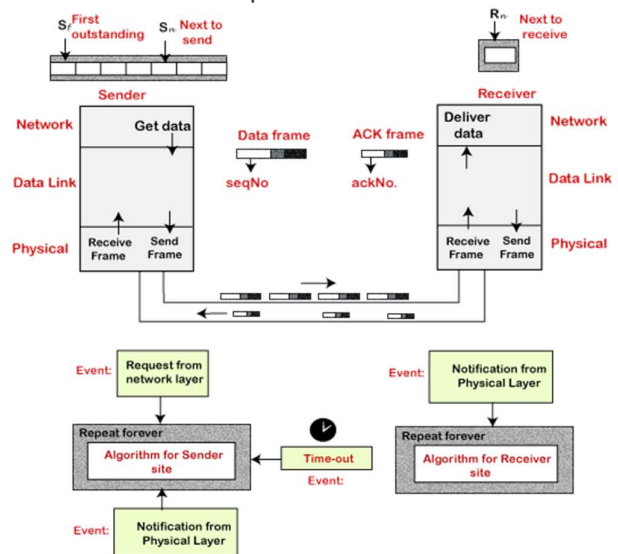 Sf First
outstanding
Sn Next to
send
Rn Next to
receive
Sender
Receiver
Network
Get data
Data frame
ACK frame
Deliver
data
Network
Data Link
seqNo
ackNo.
Data Link
Physical
Receive
Frame
Send
Frame
Receive
Frame
Send
Frame
Physical
Event:
Request from
network layer
Event:
Notification from
Physical Layer
Repeat forever
Algorithm for Sender
site
Time-out
Event:
Repeat forever
Algorithm for Receiver
site
Event:
Notification from
Physical Layer